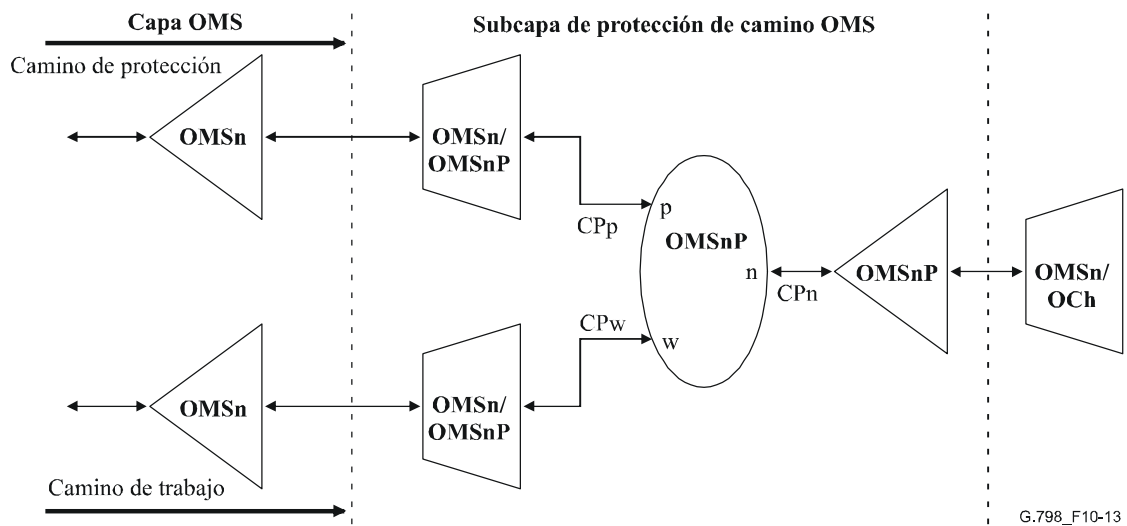 Capa OMS
Subcapa de protección de camino OMS
Camino de protección
OMSn
OMSn/
OMSnP
CPp
p
OMSnP
n
CPn
OMSnP
OMSn/
OCh
CPw
w
OMSn
OMSn/
OMSnP
Camino de trabajo
G.798_F10-13